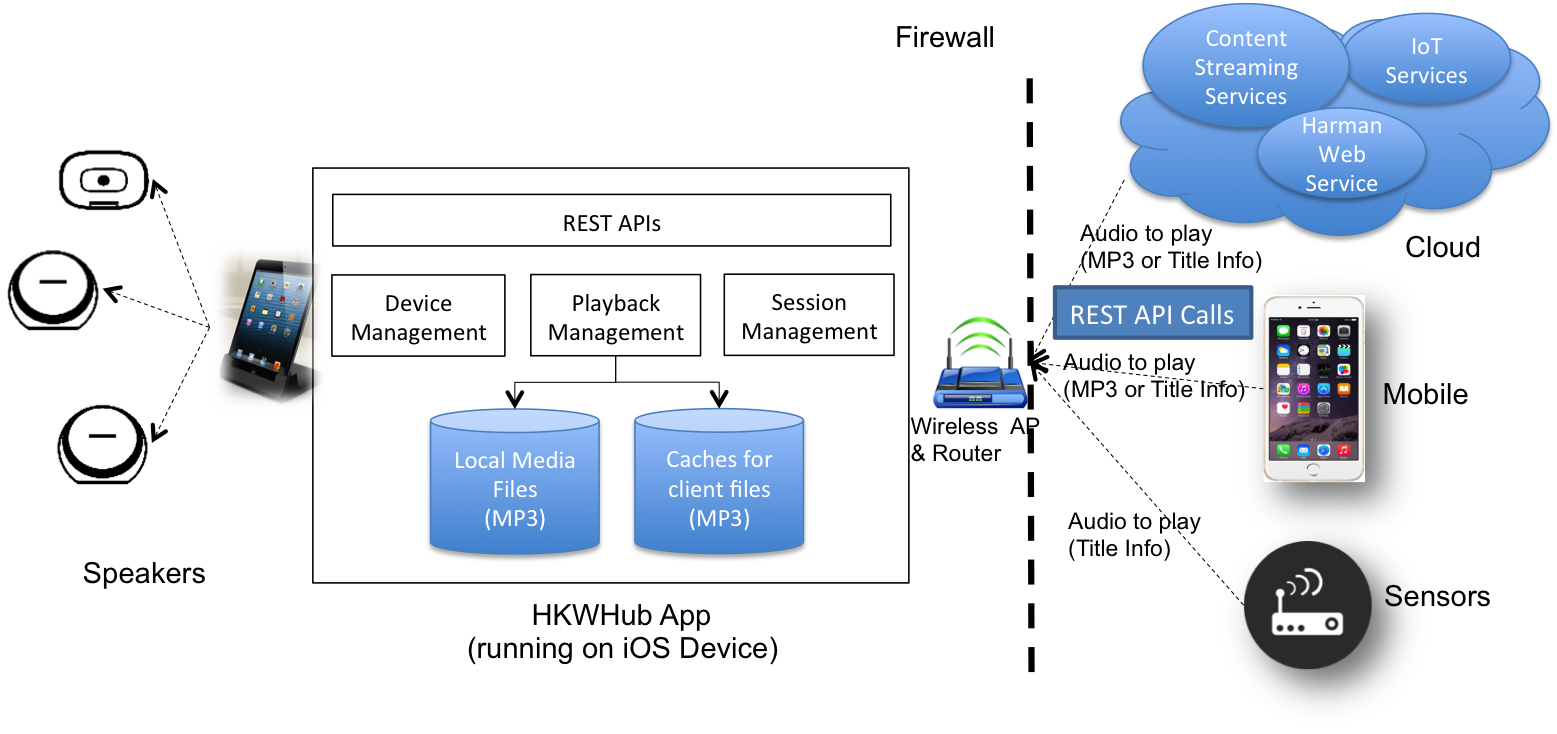 Firewall
Content
Streaming
Services
IoT
Services
Harman
Web
Service
Cloud
REST APIs
Device
Management
Playback
Management
Session
Management
Local Media
Files
(MP3)
Caches for
client files
(MP3)
Speakers
HKWHub App
(running on iOS Device)
Wireless AP
& Router
Audio to play
(MP3 or Title Info)
REST API Calls
Audio to play
(MP3 or Title Info)
Mobile
Audio to play
(Title Info)
Sensors